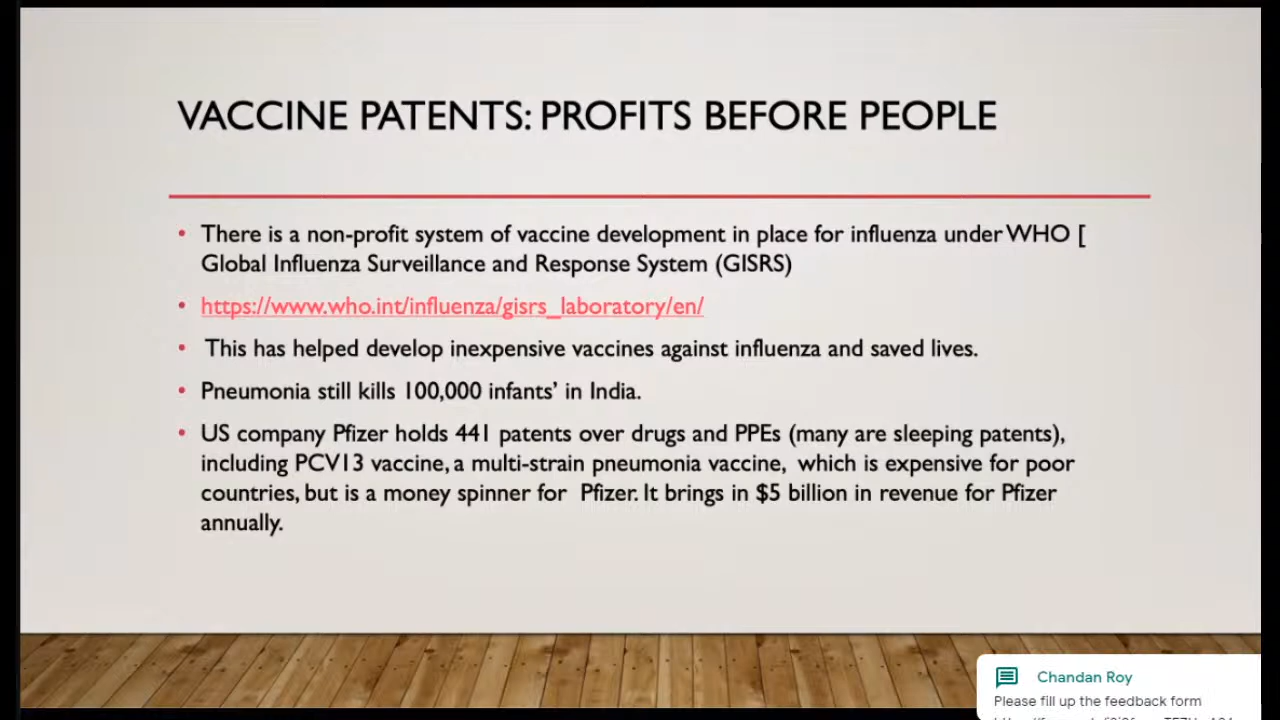 VACCINE PATENTS: PROFITS BEFORE PEOPLE
• There is a non-profit system of vaccine development in place for influenza under WHO [
Global Influenza Surveillance and Response System (GISRS)
• https://www.who.int/influenza/gisrs_laboratory/en/
• This has helped develop inexpensive vaccines against influenza and saved lives.
• Pneumonia still kills 100,000 infants’ in India.
• US company Pfizer holds 441 patents over drugs and PPEs (many are sleeping patents),
including PCV13 vaccine, a multi-strain pneumonia vaccine, which is expensive for poor
countries, but is a money spinner for Pfizer. It brings in $5 billion in revenue for Pfizer
annually.
Chandan Roy
Please fill up the feedback form